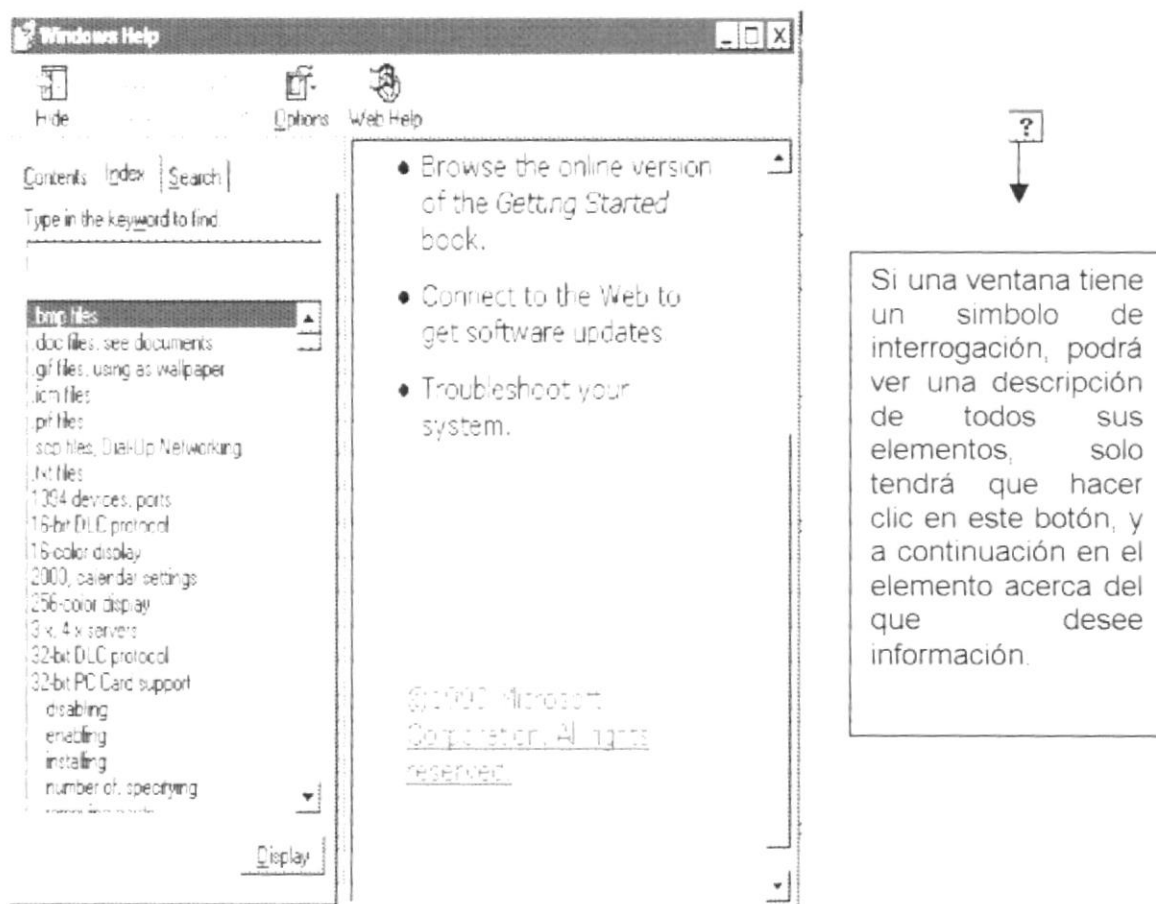 Windows Help
Hide Options Web Help
Contents Index Search
Type in the keyword to find
.bmp files
.doc files, see documents
.gif files, using as wallpaper
.icm files
.pif files
.scp files, Dial-Up Networking
.txt files
1394 devices, ports
16-bit DLC protocol
16-color display
2000, calendar settings
256-color display
3.x, 4.x servers
32-bit DLC protocol
32-bit PC Card support
disabling
enabling
installing
number of, specifying
Display
• Browse the online version
of the Getting Started
book.
• Connect to the Web to
get software updates
• Troubleshoot your
system.
Microsoft
Corporation. All rights
reserved.
?
Si una ventana tiene
un simbolo de
interrogación, podrá
ver una descripción
de todos sus
elementos, solo
tendrá que hacer
clic en este botón, y
a continuación en el
elemento acerca del
que desee
información.